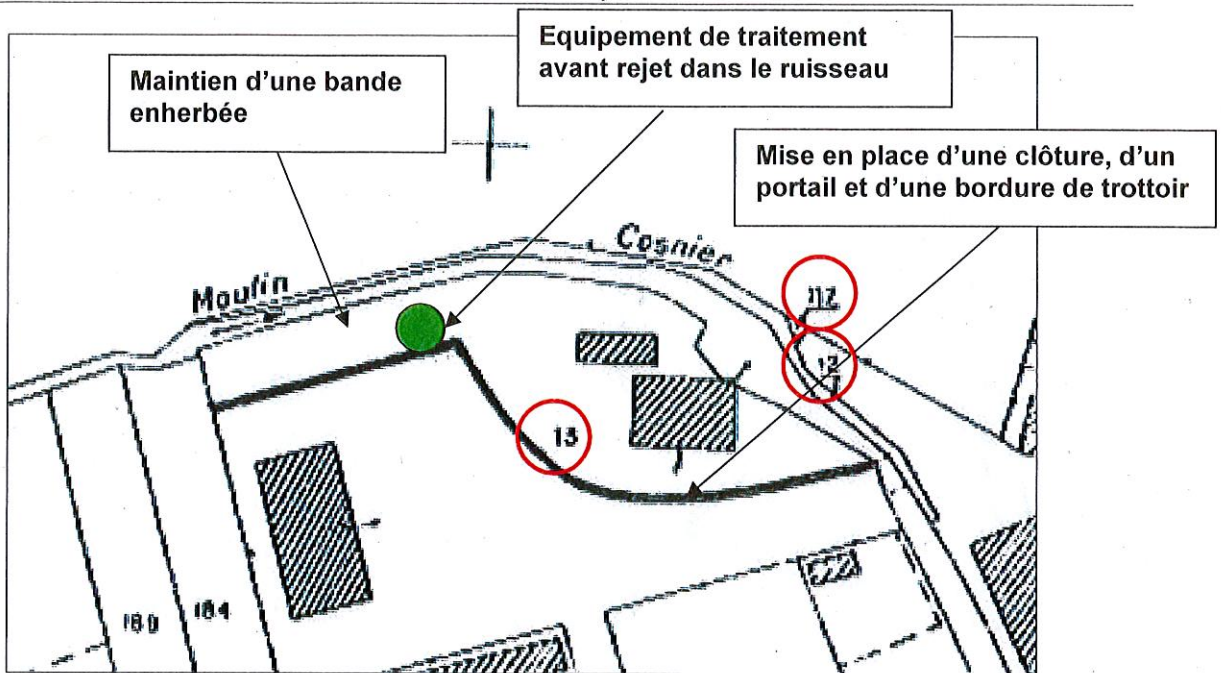 Equipement de traitement
avant rejet dans le ruisseau
Maintien d'une bande
enherbée
Mise en place d'une clôture, d'un
portail et d'une bordure de trottoir
Cosnier
Moulin
112
13
180
184